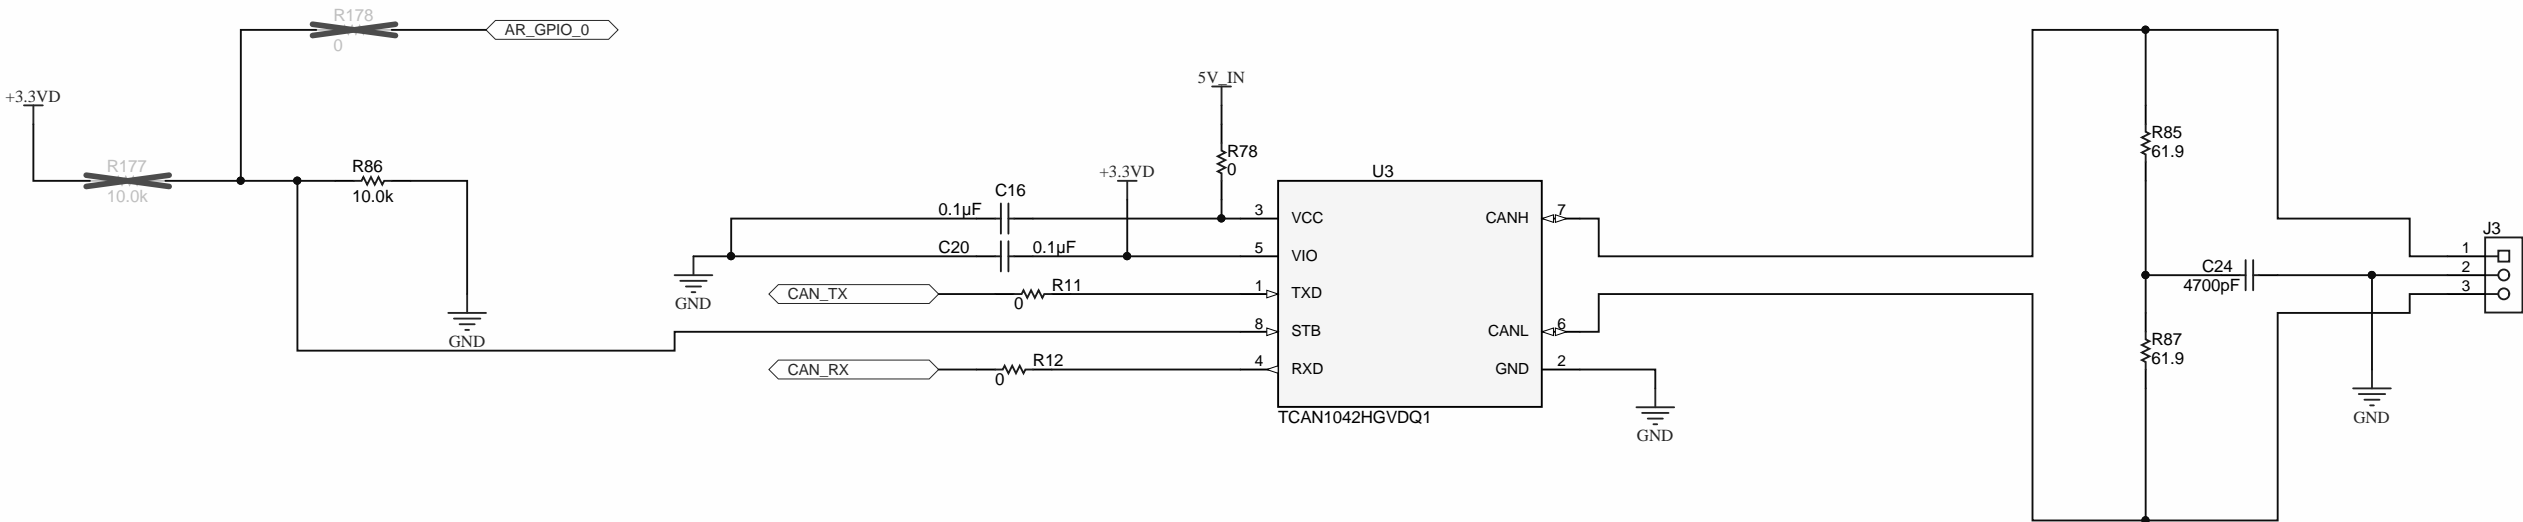 R178
0
AR_GPIO_0
+3.3VD
R177
10.0k
R86
10.0k
GND
5V_IN
R78
0
+3.3VD
C16
0.1µF
C20
0.1µF
GND
CAN_TX
R11
0
CAN_RX
R12
0
U3
3
VCC
5
VIO
1
TXD
8
STB
4
RXD
CANH
7
CANL
6
GND
2
TCAN1042HGVDQ1
GND
R85
61.9
C24
4700pF
R87
61.9
GND
J3
1
2
3